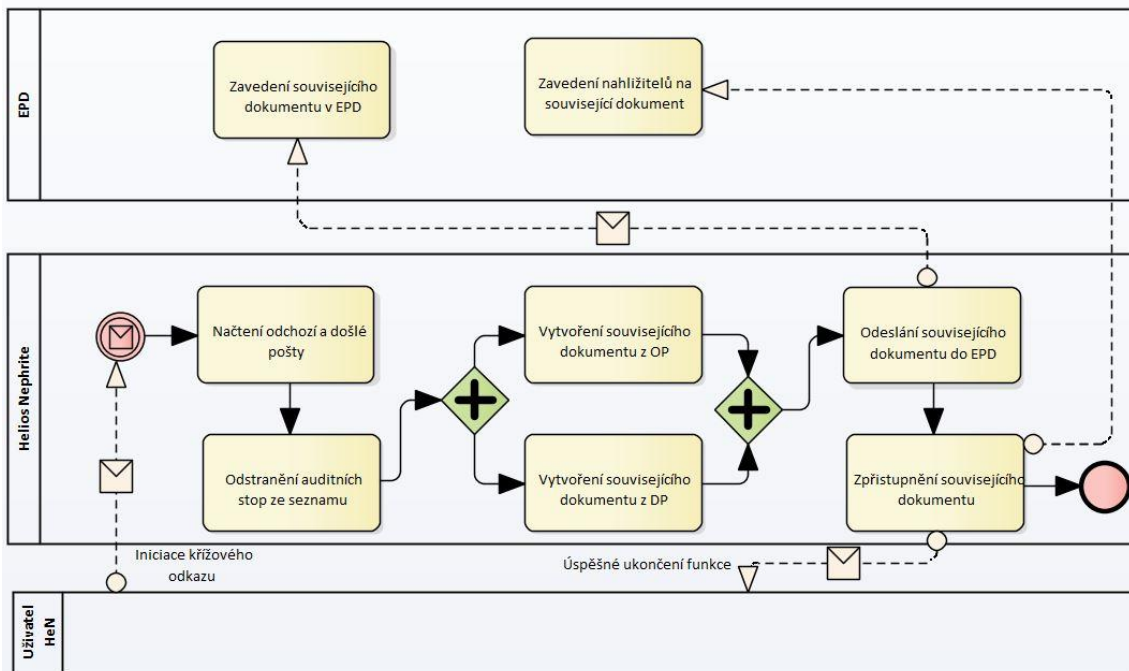 EPD
Zavedení souvisejícího
dokumentu v EPD
Zavedení nahližitelů na
související dokument
Helios Nephrite
Načtení odchozí a došlé
pošty
Vytvoření souvisejícího
dokumentu z OP
Odeslání souvisejícího
dokumentu do EPD
Odstranění auditních
stop ze seznamu
Vytvoření souvisejícího
dokumentu z DP
Zpřístupnění souvisejícího
dokumentu
Iniciace křížového
odkazu
Úspěšné ukončení funkce
Uživatel
HeN